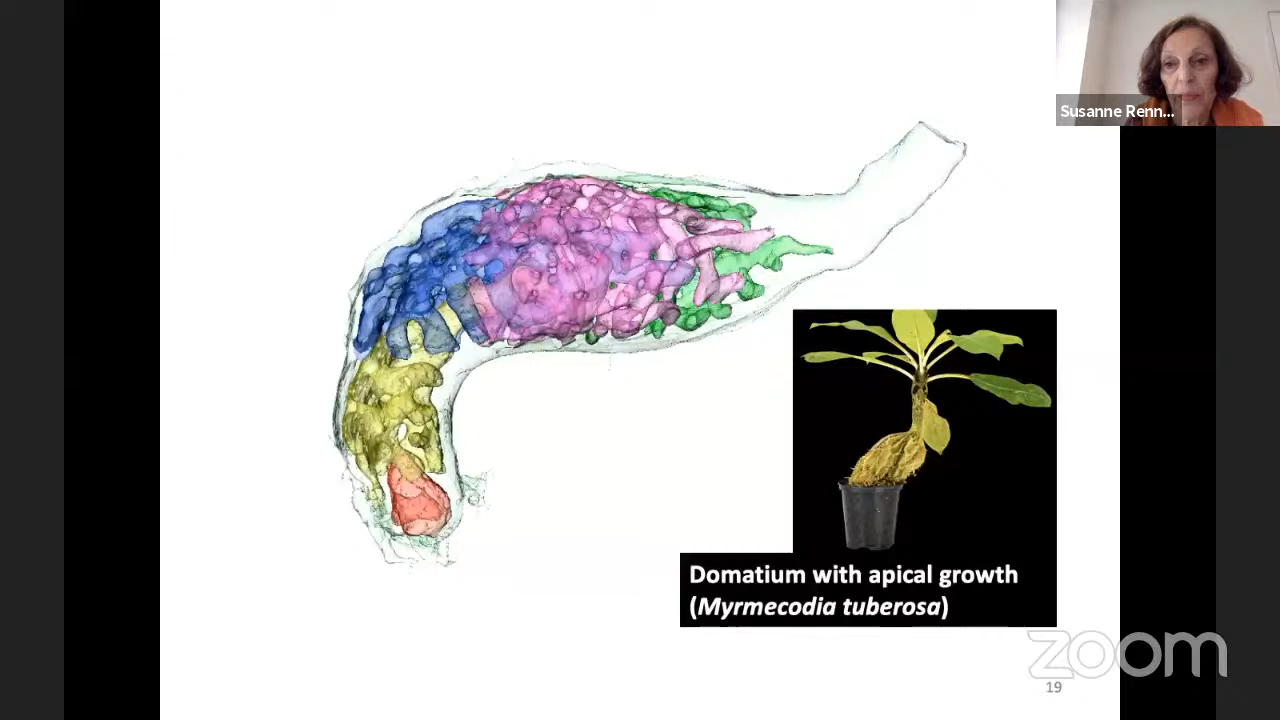 Susanne Renn...
Domatium with apical growth
(Myrmecodia tuberosa)
zoom
19